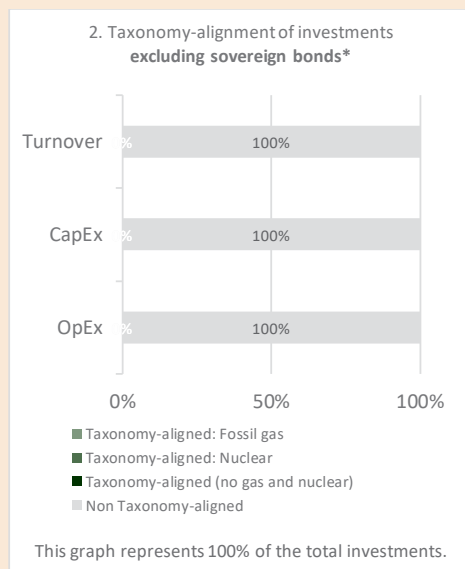 2. Taxonomy-alignment of investments
excluding sovereign bonds*
Turnover
%
100%
CapEx
%
100%
OpEx
%
100%
0%
50%
100%
Taxonomy-aligned: Fossil gas
Taxonomy-aligned: Nuclear
Taxonomy-aligned (no gas and nuclear)
Non Taxonomy-aligned
This graph represents 100% of the total investments.